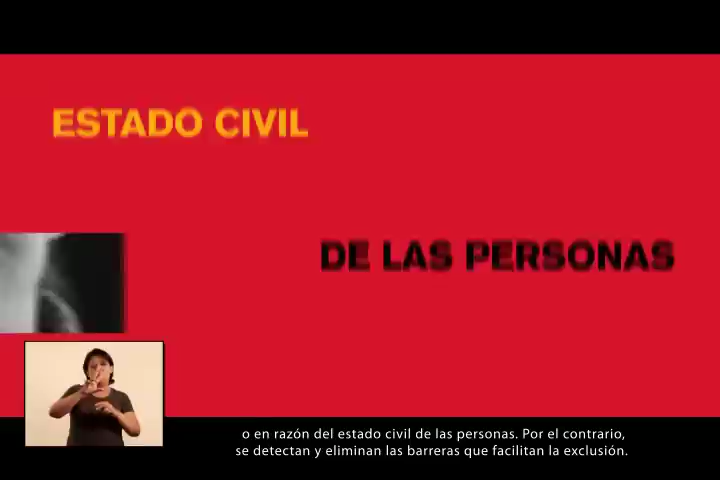 ESTADO CIVIL
DE LAS PERSONAS
o en razón del estado civil de las personas. Por el contrario,
se detectan y eliminan las barreras que facilitan la exclusión.